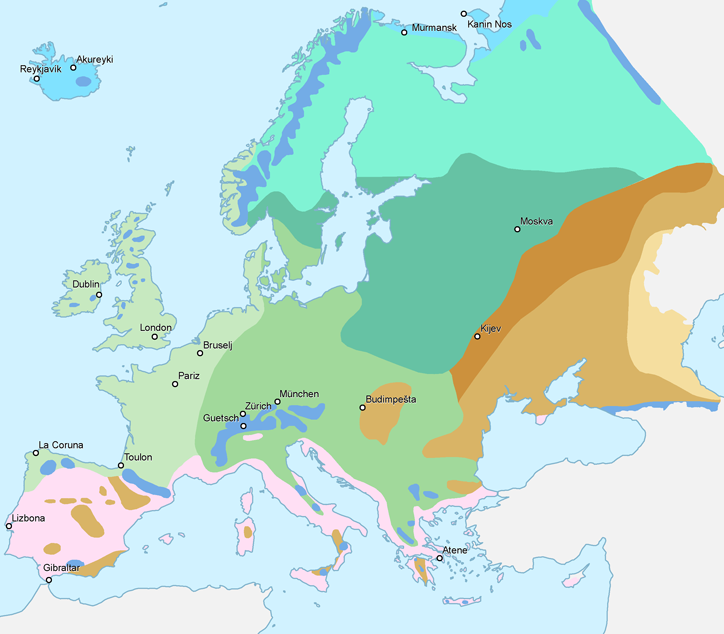 Kanin Nos
Murmansk
Akureyki
Reykjavik
Moskva
Dublin
London
Kijev
Bruselj
Pariz
München
Zürich
Budimpešta
Guetsch
La Coruna
Toulon
Lizbona
Atene
Gibraltar